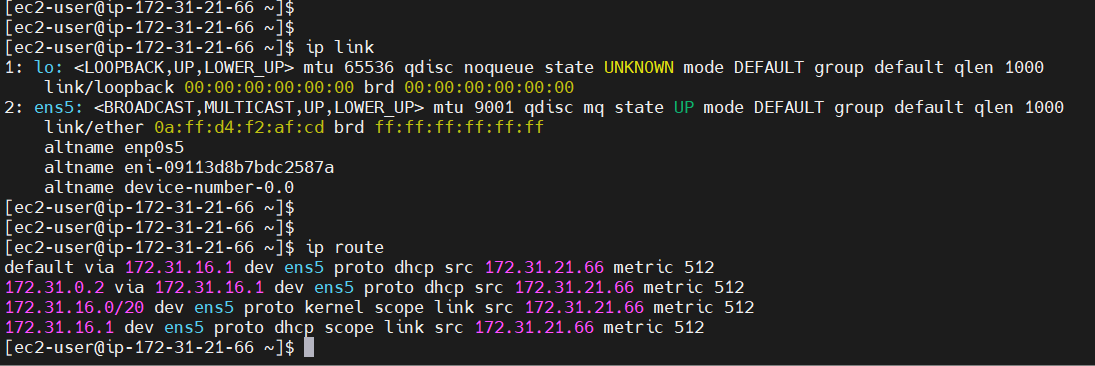 [ec2-user@ip-172-31-21-66 ~]$
[ec2-user@ip-172-31-21-66 ~]$
[ec2-user@ip-172-31-21-66 ~]$ ip link
1: lo: <LOOPBACK,UP,LOWER_UP> mtu 65536 qdisc noqueue state UNKNOWN mode DEFAULT group default qlen 1000
    link/loopback 00:00:00:00:00:00 brd 00:00:00:00:00:00
2: ens5: <BROADCAST,MULTICAST,UP,LOWER_UP> mtu 9001 qdisc mq state UP mode DEFAULT group default qlen 1000
    link/ether 0a:ff:d4:f2:af:cd brd ff:ff:ff:ff:ff:ff
    altname enp0s5
    altname eni-09113d8b7bdc2587a
    altname device-number-0.0
[ec2-user@ip-172-31-21-66 ~]$
[ec2-user@ip-172-31-21-66 ~]$
[ec2-user@ip-172-31-21-66 ~]$ ip route
default via 172.31.16.1 dev ens5 proto dhcp src 172.31.21.66 metric 512
172.31.0.2 via 172.31.16.1 dev ens5 proto dhcp src 172.31.21.66 metric 512
172.31.16.0/20 dev ens5 proto kernel scope link src 172.31.21.66 metric 512
172.31.16.1 dev ens5 proto dhcp scope link src 172.31.21.66 metric 512
[ec2-user@ip-172-31-21-66 ~]$